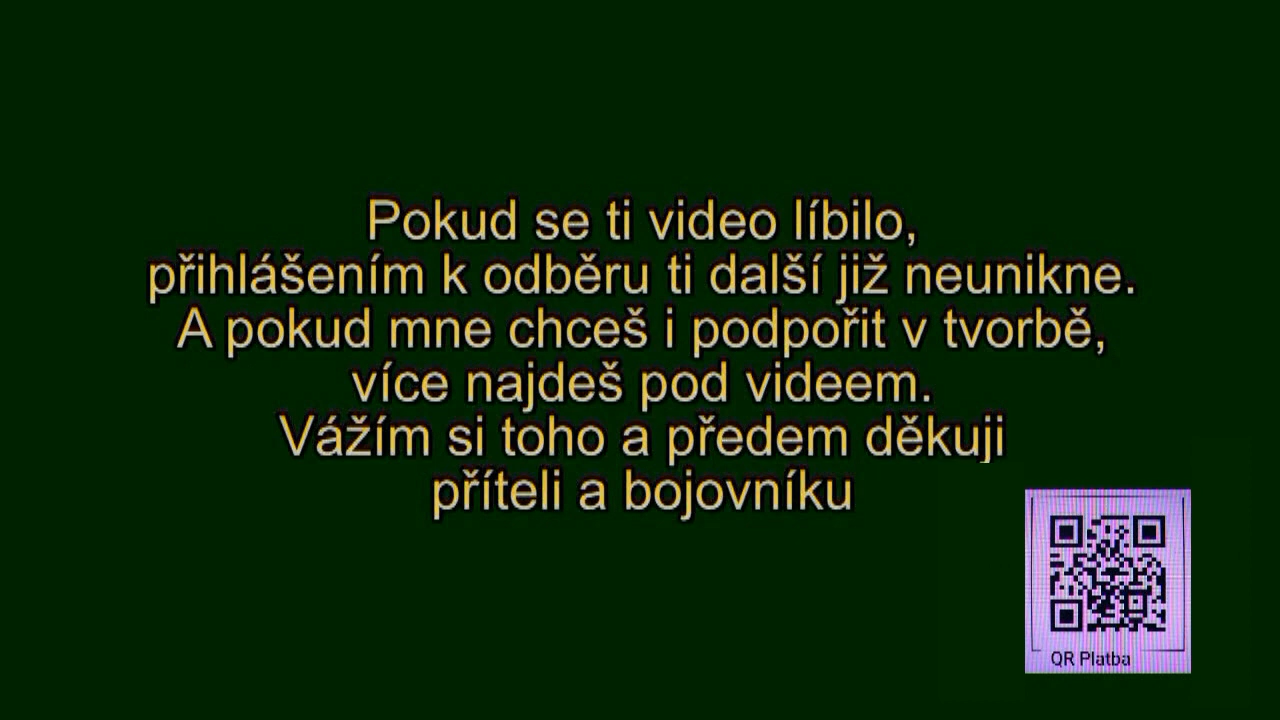 Pokud se ti video líbilo,
přihlášením k odběru ti další již neunikne.
A pokud mne chceš i podpořit v tvorbě,
více najdeš pod videem.
Vážím si toho a předem děkuji
příteli a bojovníku
QR Platba